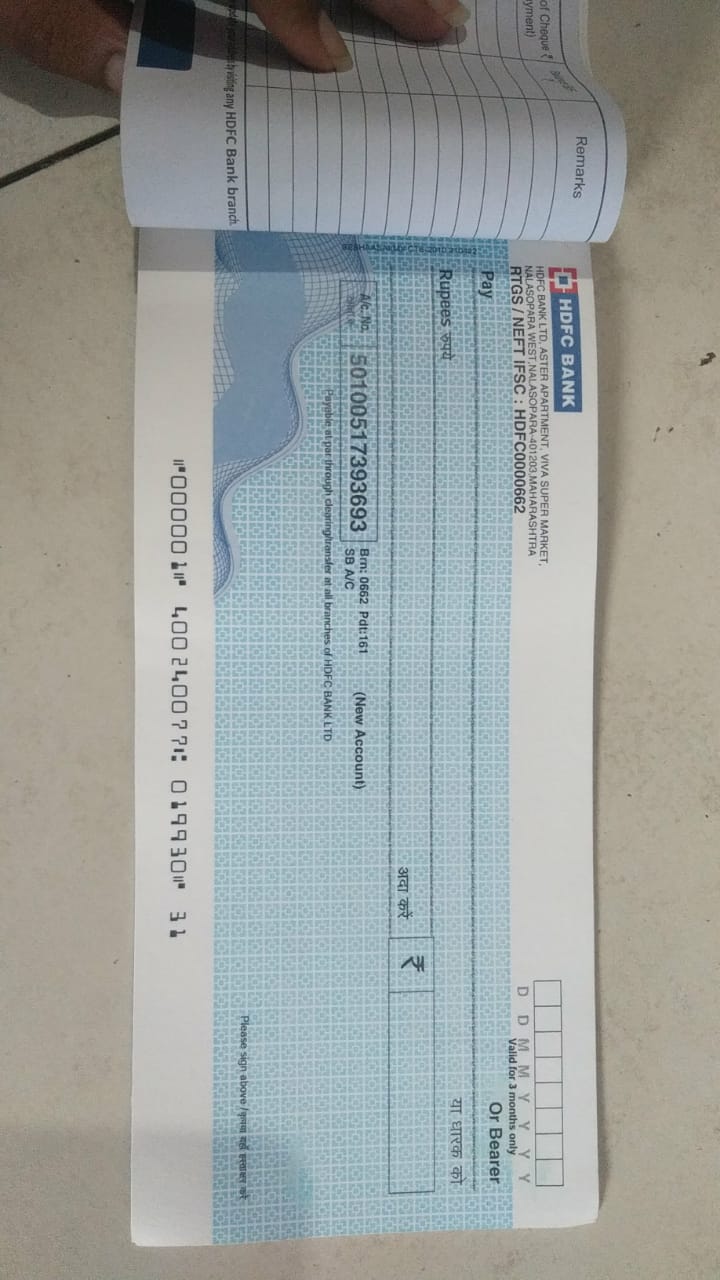 of Cheque ₹
Remarks
by visiting any HDFC Bank branch.
HDFC BANK
HDFC BANK LTD, ASTER APARTMENT, VIVA SUPER MARKET,
NALASOPARA WEST,NALASOPARA-401203,MAHARASHTRA
RTGS / NEFT IFSC : HDFC0000662
D D M M Y Y Y Y
Valid for 3 months only
Pay
Or Bearer
या धारक को
Rupees रुपये
अदा करें
₹
A/c. No.
50100517393693
Brn: 0662 Pdt:161 (New Account)
SB A/C
Payable at par through clearing/transfer at all branches of HDFC BANK LTD
Please sign above / कृपया यहाँ हस्ताक्षर करें
⑈000001⑈ 400240077⑆ 019930⑈ 31